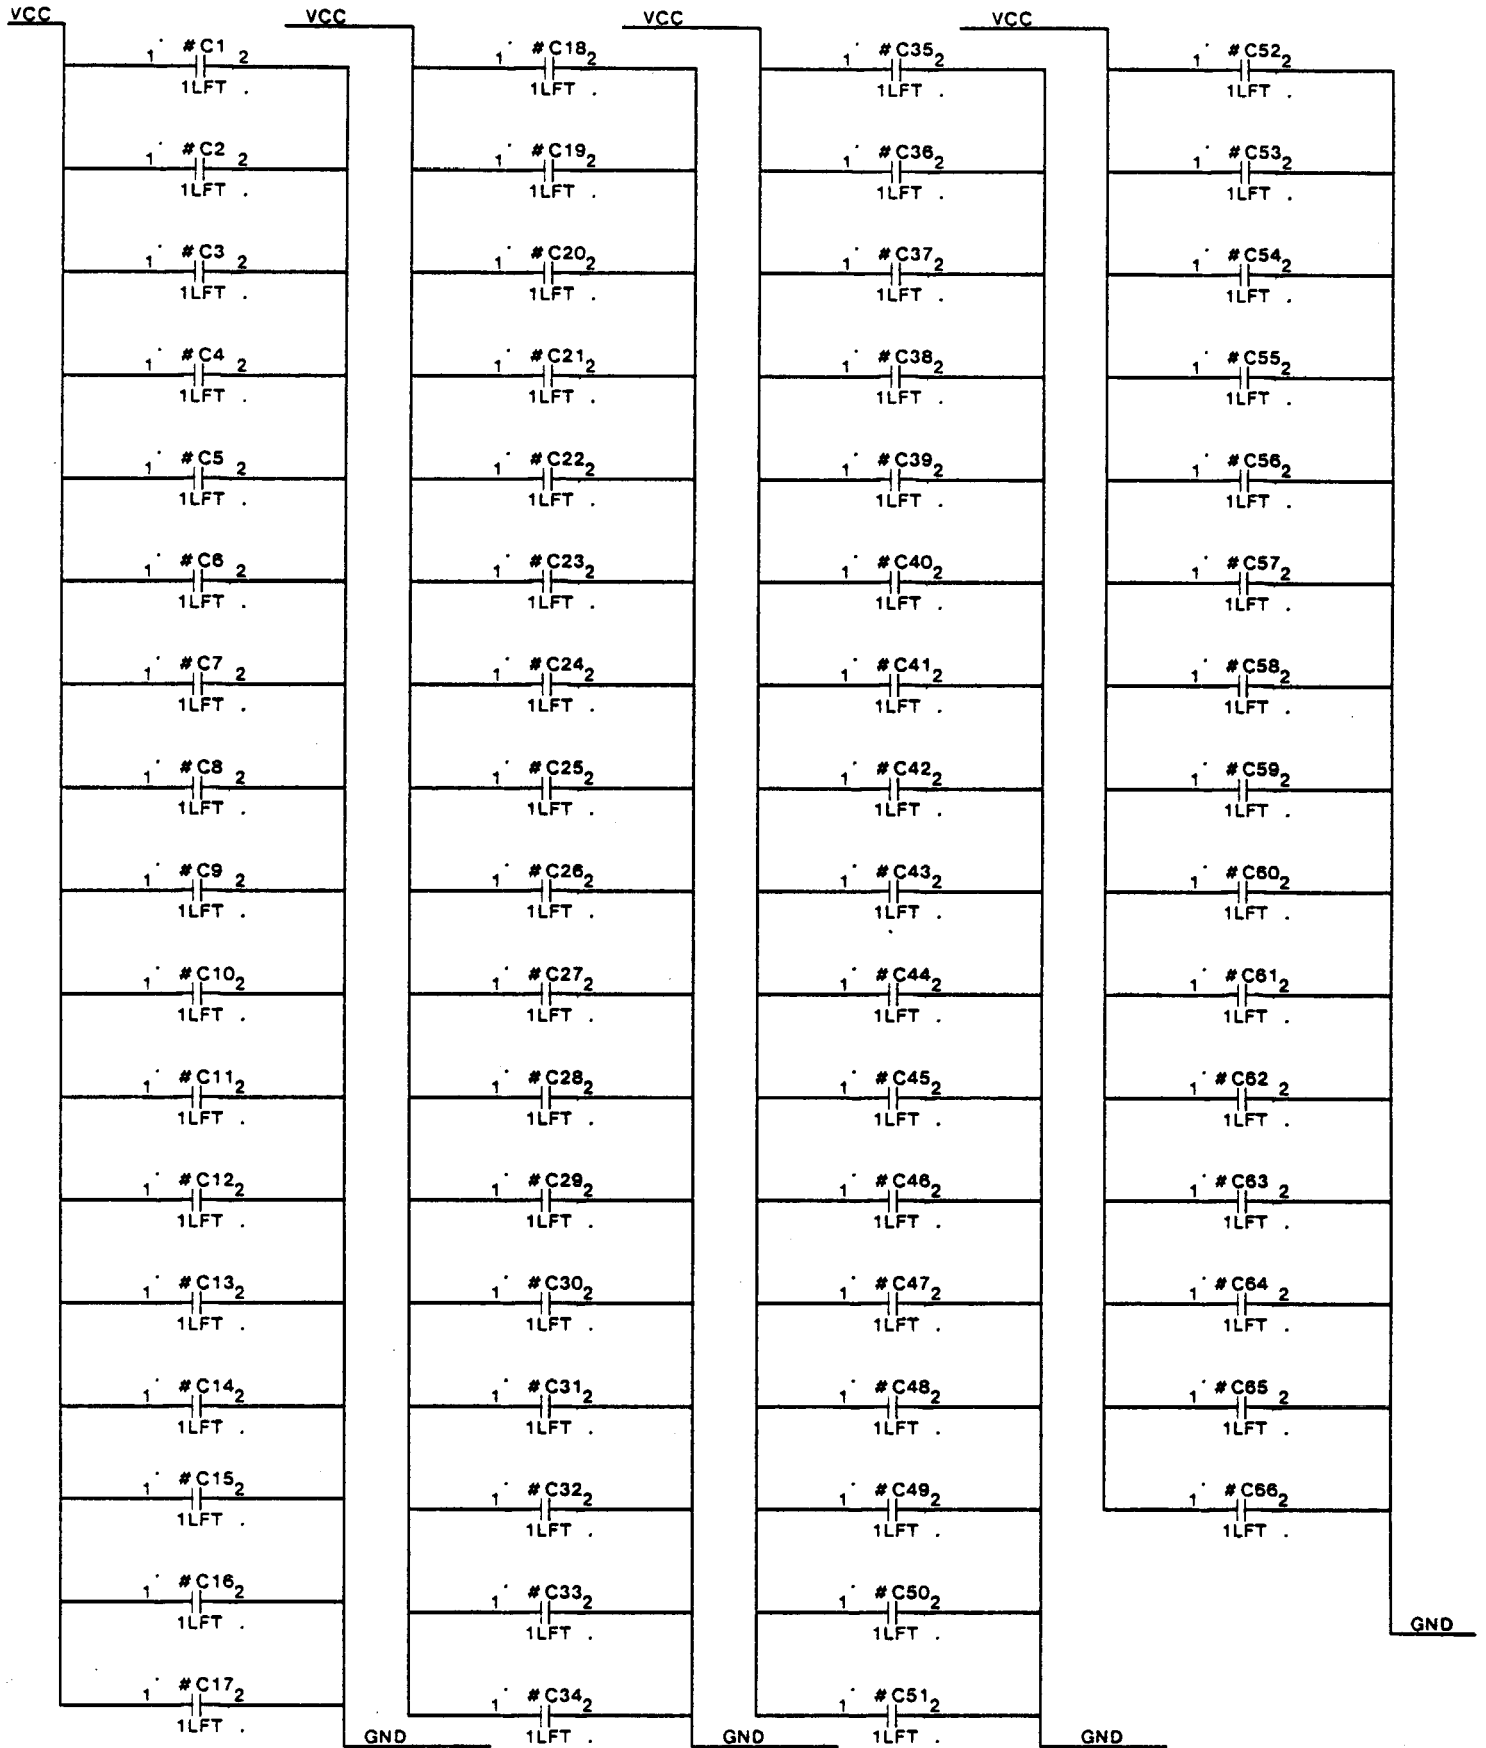 VCC
1 #C1 2
1LFT .
1 #C2 2
1LFT .
1 #C3 2
1LFT .
1 #C4 2
1LFT .
1 #C5 2
1LFT .
1 #C6 2
1LFT .
1 #C7 2
1LFT .
1 #C8 2
1LFT .
1 #C9 2
1LFT .
1 #C10 2
1LFT .
1 #C11 2
1LFT .
1 #C12 2
1LFT .
1 #C13 2
1LFT .
1 #C14 2
1LFT .
1 #C15 2
1LFT .
1 #C16 2
1LFT .
1 #C17 2
1LFT .
GND
VCC
1 #C18 2
1LFT .
1 #C19 2
1LFT .
1 #C20 2
1LFT .
1 #C21 2
1LFT .
1 #C22 2
1LFT .
1 #C23 2
1LFT .
1 #C24 2
1LFT .
1 #C25 2
1LFT .
1 #C26 2
1LFT .
1 #C27 2
1LFT .
1 #C28 2
1LFT .
1 #C29 2
1LFT .
1 #C30 2
1LFT .
1 #C31 2
1LFT .
1 #C32 2
1LFT .
1 #C33 2
1LFT .
1 #C34 2
1LFT .
GND
VCC
1 #C35 2
1LFT .
1 #C36 2
1LFT .
1 #C37 2
1LFT .
1 #C38 2
1LFT .
1 #C39 2
1LFT .
1 #C40 2
1LFT .
1 #C41 2
1LFT .
1 #C42 2
1LFT .
1 #C43 2
1LFT .
1 #C44 2
1LFT .
1 #C45 2
1LFT .
1 #C46 2
1LFT .
1 #C47 2
1LFT .
1 #C48 2
1LFT .
1 #C49 2
1LFT .
1 #C50 2
1LFT .
1 #C51 2
1LFT .
GND
VCC
1 #C52 2
1LFT .
1 #C53 2
1LFT .
1 #C54 2
1LFT .
1 #C55 2
1LFT .
1 #C56 2
1LFT .
1 #C57 2
1LFT .
1 #C58 2
1LFT .
1 #C59 2
1LFT .
1 #C60 2
1LFT .
1 #C61 2
1LFT .
1 #C62 2
1LFT .
1 #C63 2
1LFT .
1 #C64 2
1LFT .
1 #C65 2
1LFT .
1 #C66 2
1LFT .
GND